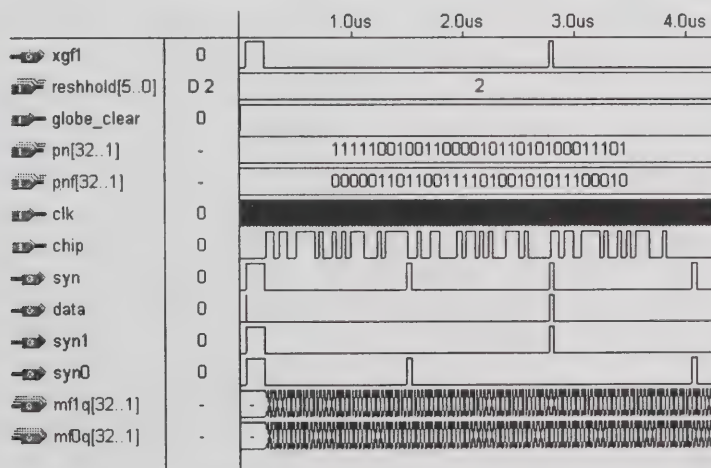 1.0us 2.0us 3.0us 4.0us
xgf1 0
reshhold[5..0] D 2 2
globe_clear 0
pn[32..1] - 11111001001100001011010100011101
pnf[32..1] - 00000110110011110100101011100010
clk 0
chip 0
syn 0
data 0
syn1 0
syn0 0
mf1q[32..1] - -
mf0q[32..1] - -